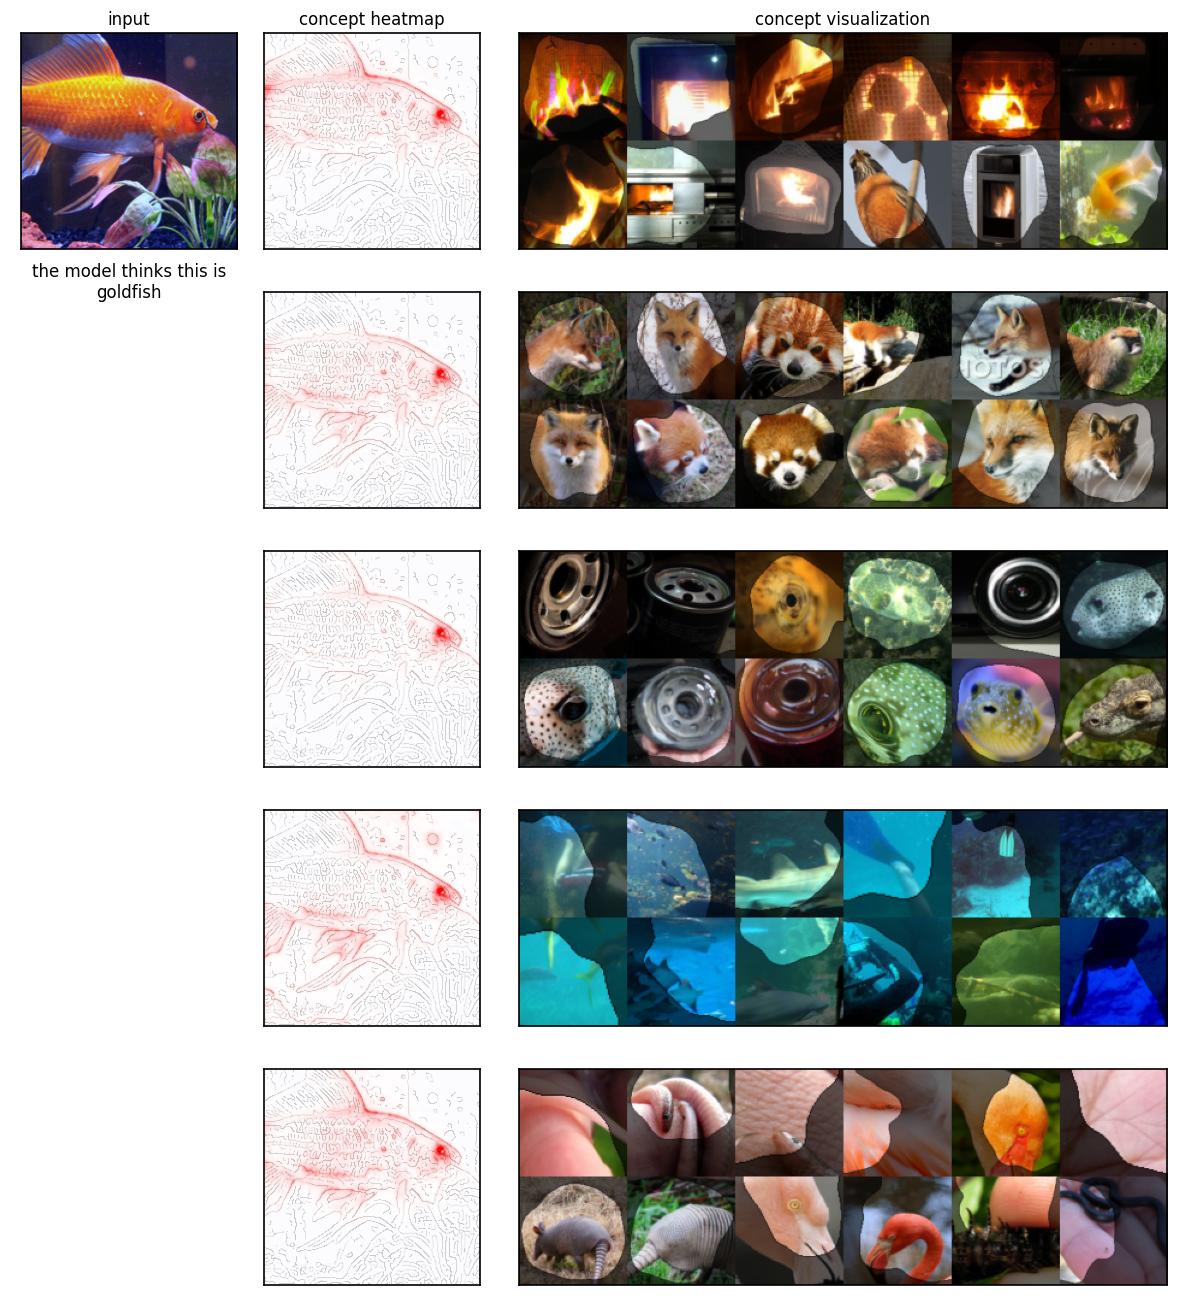 input
concept heatmap
concept visualization
the model thinks this is
goldfish